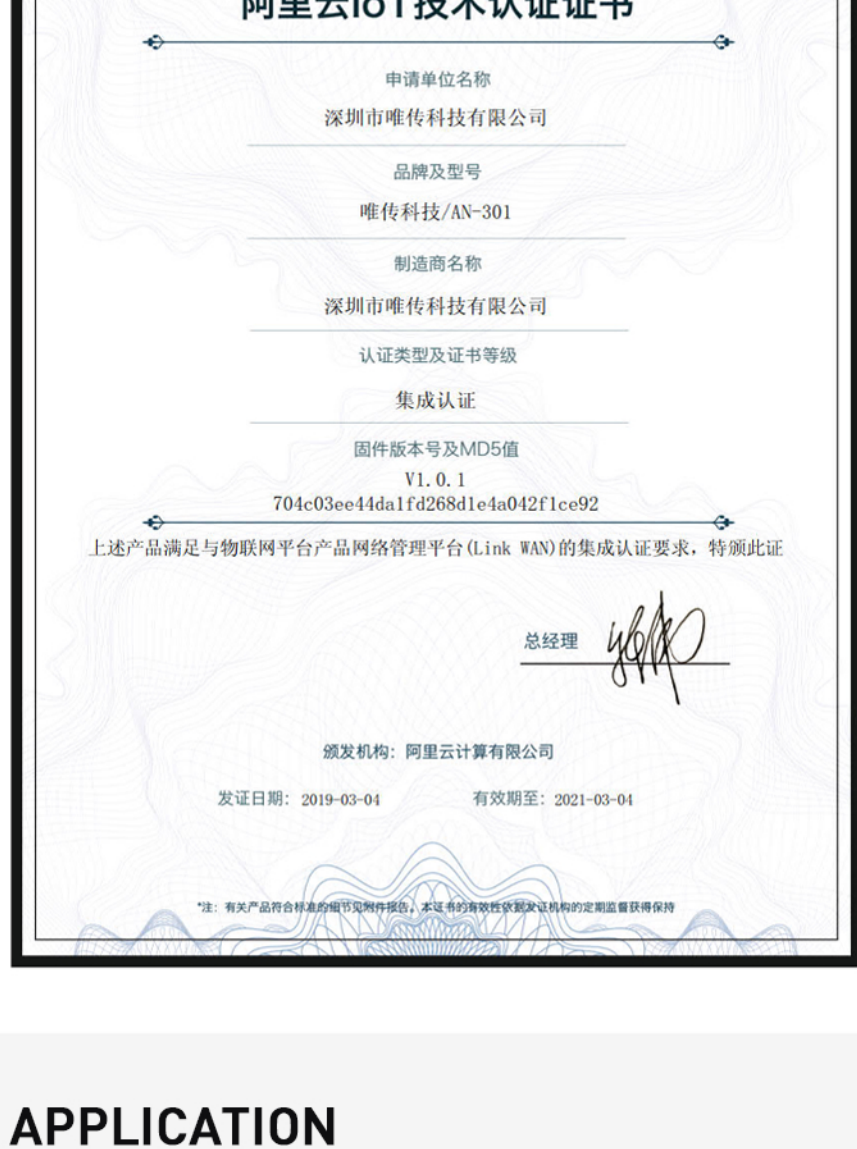 阿里云IoT技术认证证书
申请单位名称
深圳市唯传科技有限公司
品牌及型号
唯传科技/AN-301
制造商名称
深圳市唯传科技有限公司
认证类型及证书等级
集成认证
固件版本号及MD5值
V1.0.1
704c03ee44da1fd268d1e4a042f1ce92
上述产品满足与物联网平台产品网络管理平台(Link WAN)的集成认证要求，特颁此证
总经理
颁发机构：阿里云计算有限公司
发证日期：2019-03-04 有效期至：2021-03-04
*注：有关产品符合标准的细节见附件报告。本证书的有效性依据发证机构的定期监督获得保持
APPLICATION